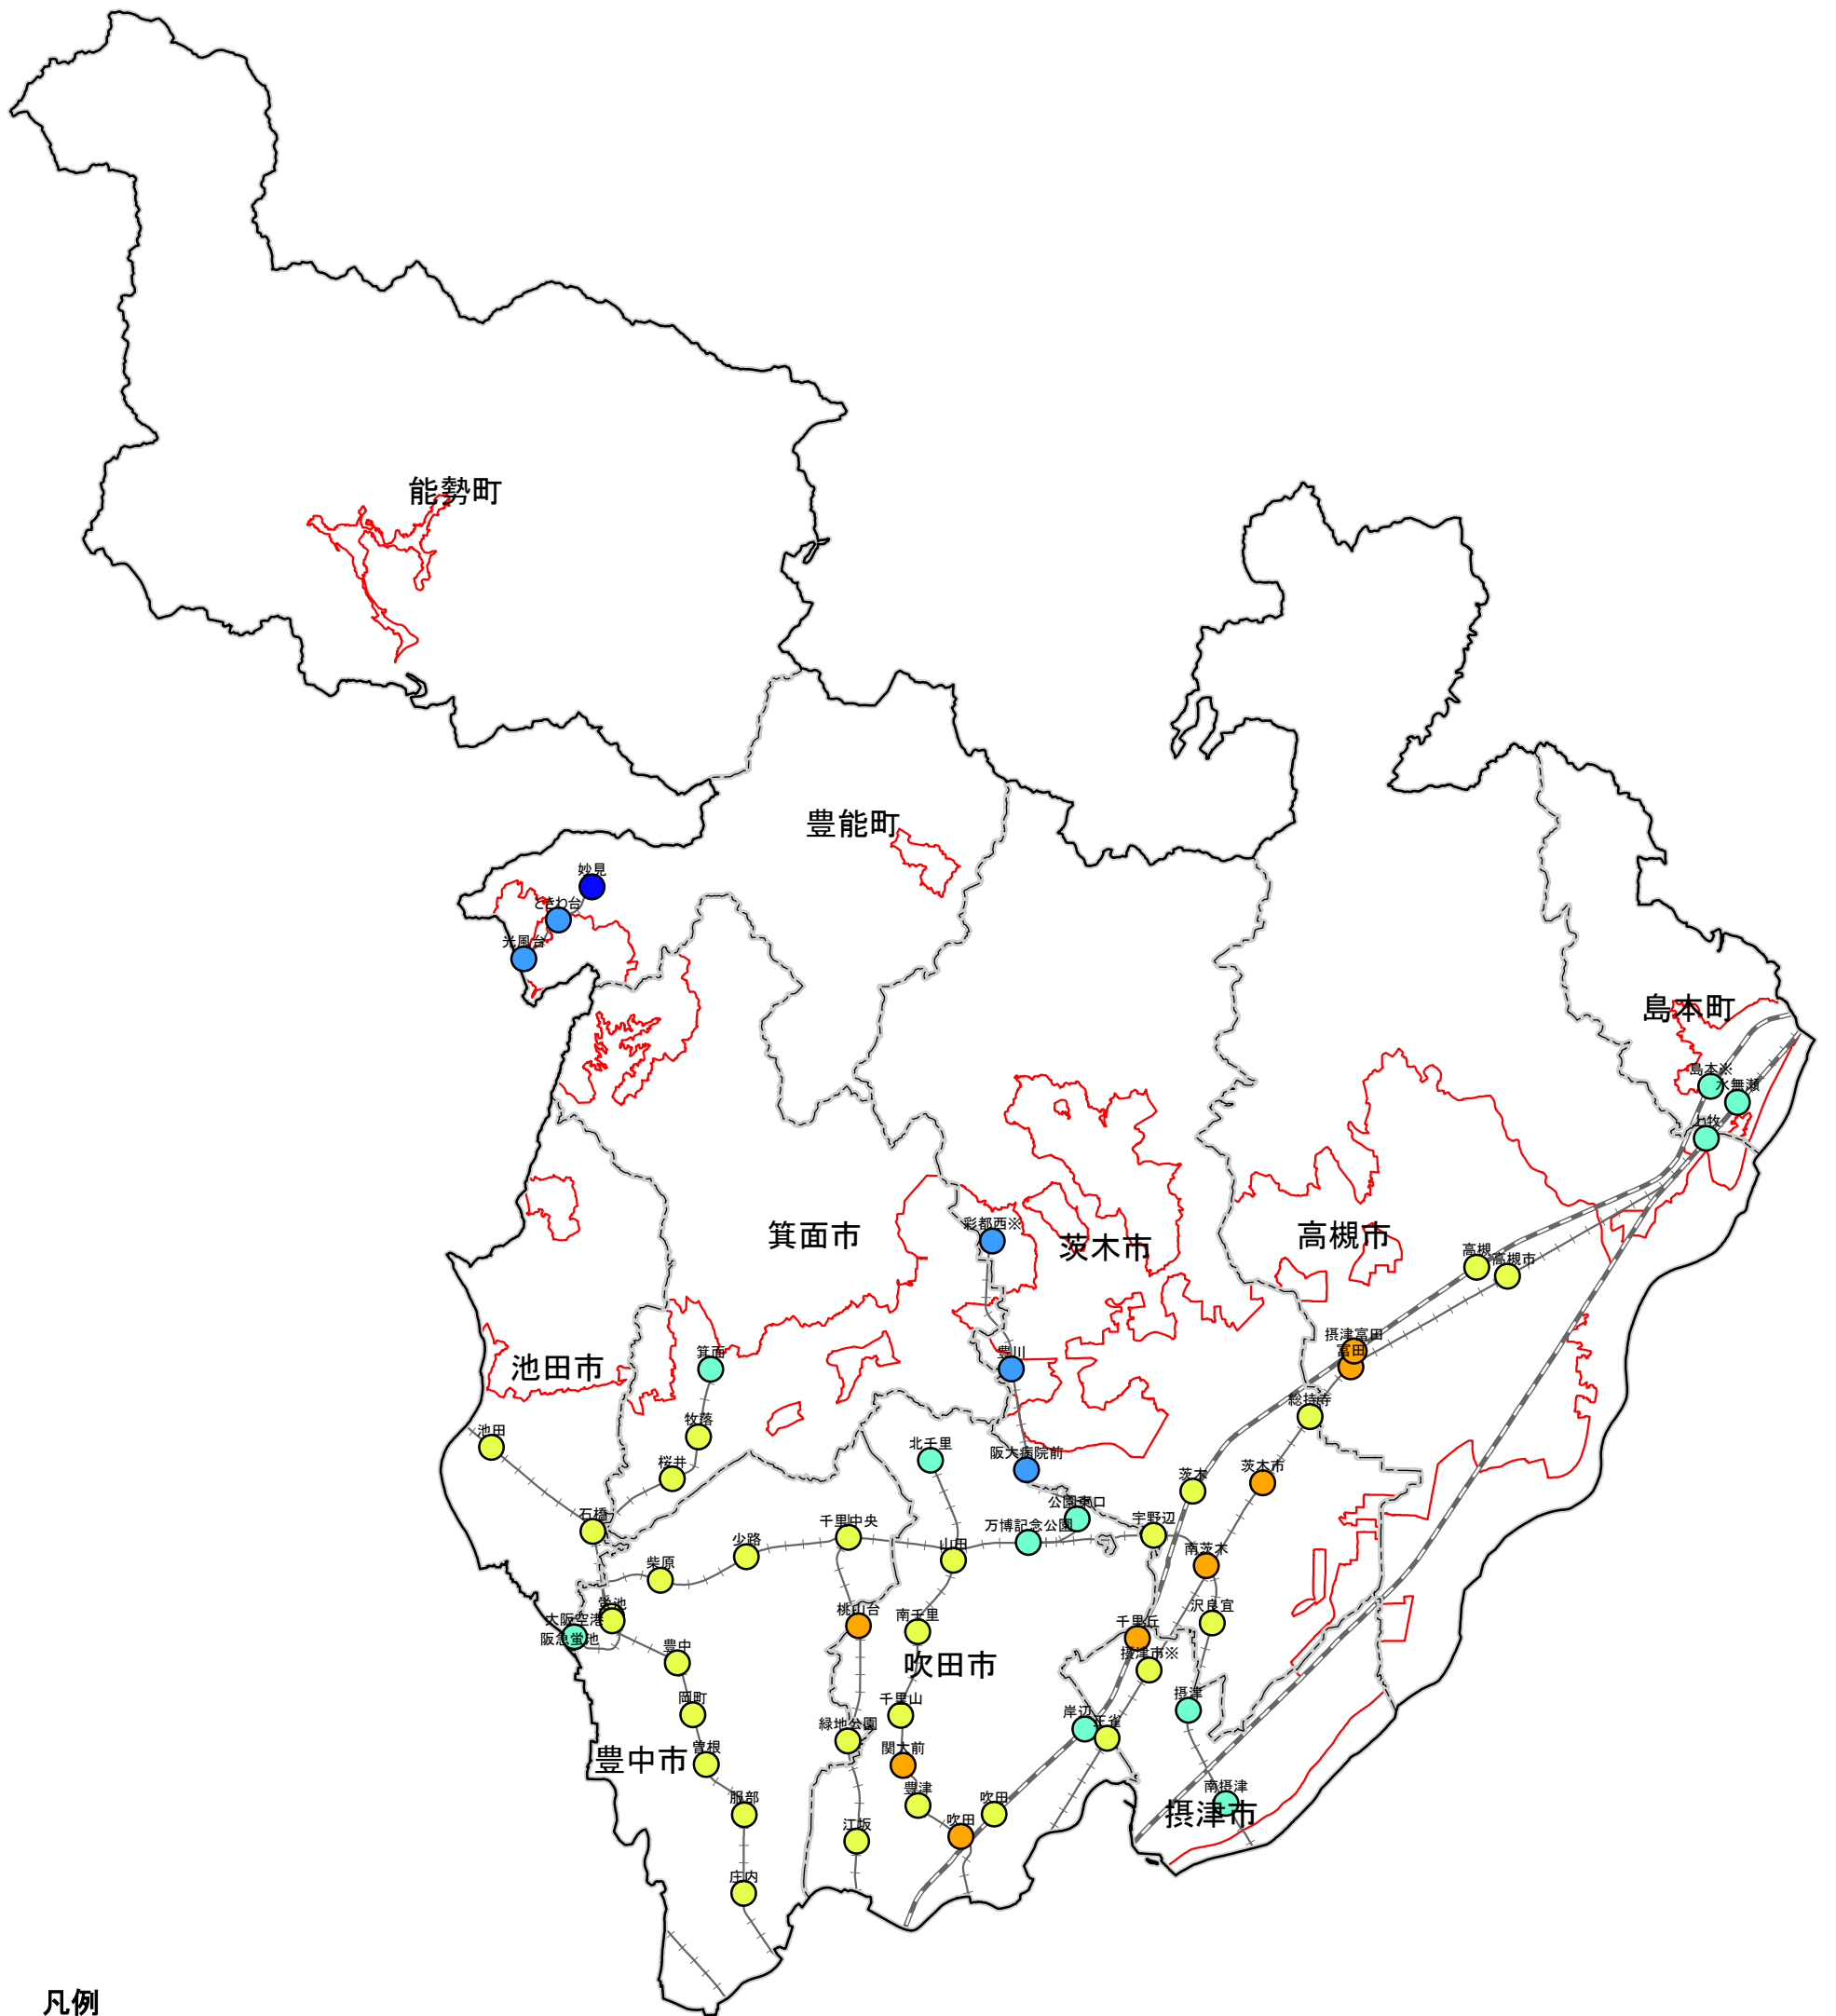 能勢町
豊能町
妙見
ときわ台
光風台
島本町
島本※
水無瀬
上牧
彩都西※
箕面市
茨木市
高槻市
高槻
高槻市
摂津富田
富田
豊川
箕面
池田市
総持寺
牧落
池田
北千里
阪大病院前
桜井
茨木
茨木市
公園東口
石橋
千里中央
万博記念公園
宇野辺
少路
山田
南茨木
柴原
蛍池
大阪空港
阪急蛍池
桃山台
南千里
沢良宜
千里丘
摂津市※
豊中
吹田市
岡町
千里山
緑地公園
岸辺
正雀
摂津
豊中市
曽根
関大前
服部
豊津
吹田
吹田
南摂津
摂津市
江坂
庄内
凡例